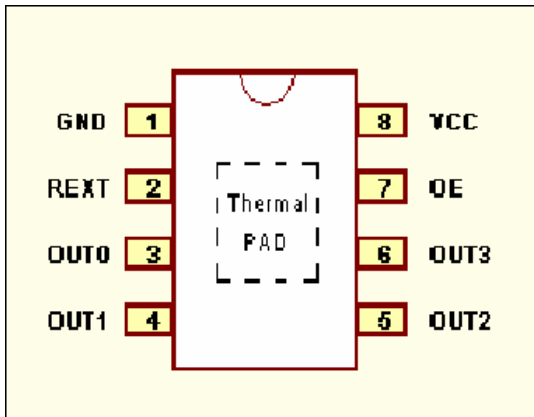 GND 1 8 VCC
REXT 2 7 OE
Thermal
PAD
OUT0 3 6 OUT3
OUT1 4 5 OUT2